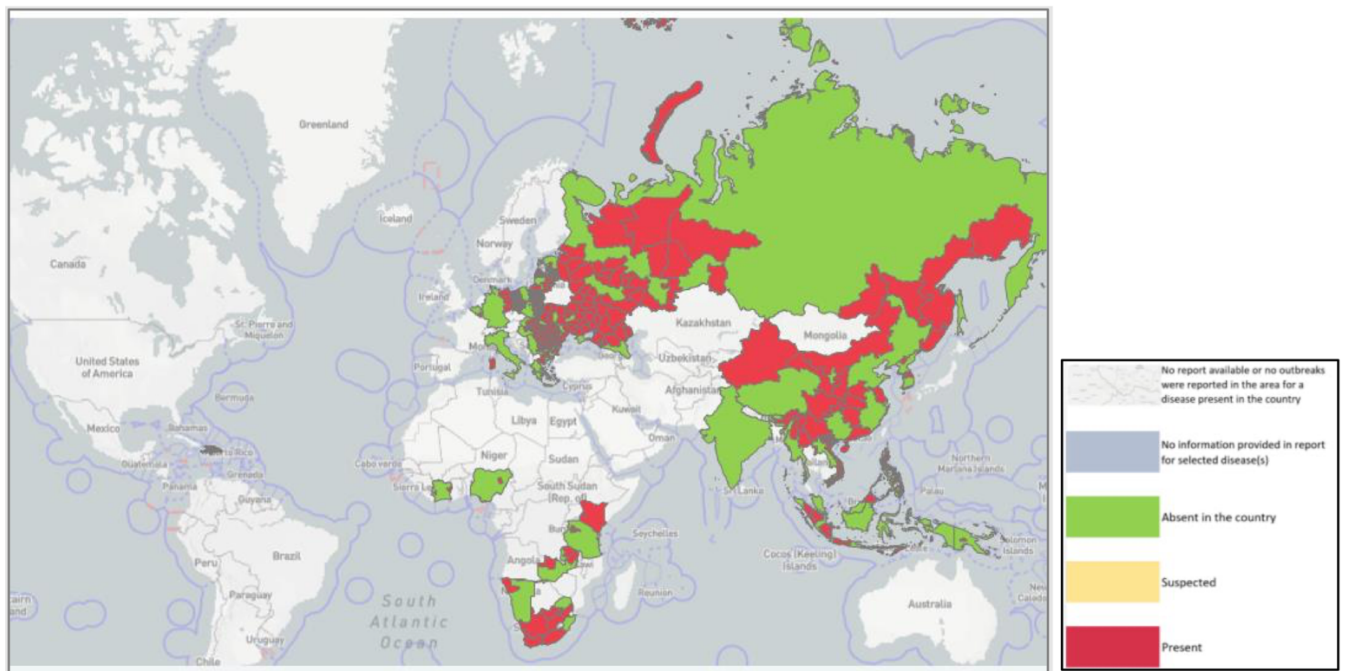 Greenland
Iceland
Sweden
Norway
Canada
Denmark
Ireland
St. Pierre and
Miquelon
Kazakhstan
Mongolia
United States
of America
Portugal
Uzbekistan
Tunisia
Cyprus
Afghanistan
Bermuda
Kuwait
Libya
Egypt
Mexico
Bahamas
Oman
Northern
Mariana Islands
Guatemala
Grenada
Cabo verde
Niger
Sudan
Panama
Sierra Le
South Sudan
(Rep. of)
Sri Lanka
Palau
Guyana
Seychelles
Solomon
Islands
Brazil
Peru
Angola
Cocos (Keeling)
Islands
Reunion
Paraguay
Australia
South
Atlantic
Ocean
Uruguay
Chile
No report available or no outbreaks
were reported in the area for a
disease present in the country
No information provided in report
for selected disease(s)
Absent in the country
Suspected
Present